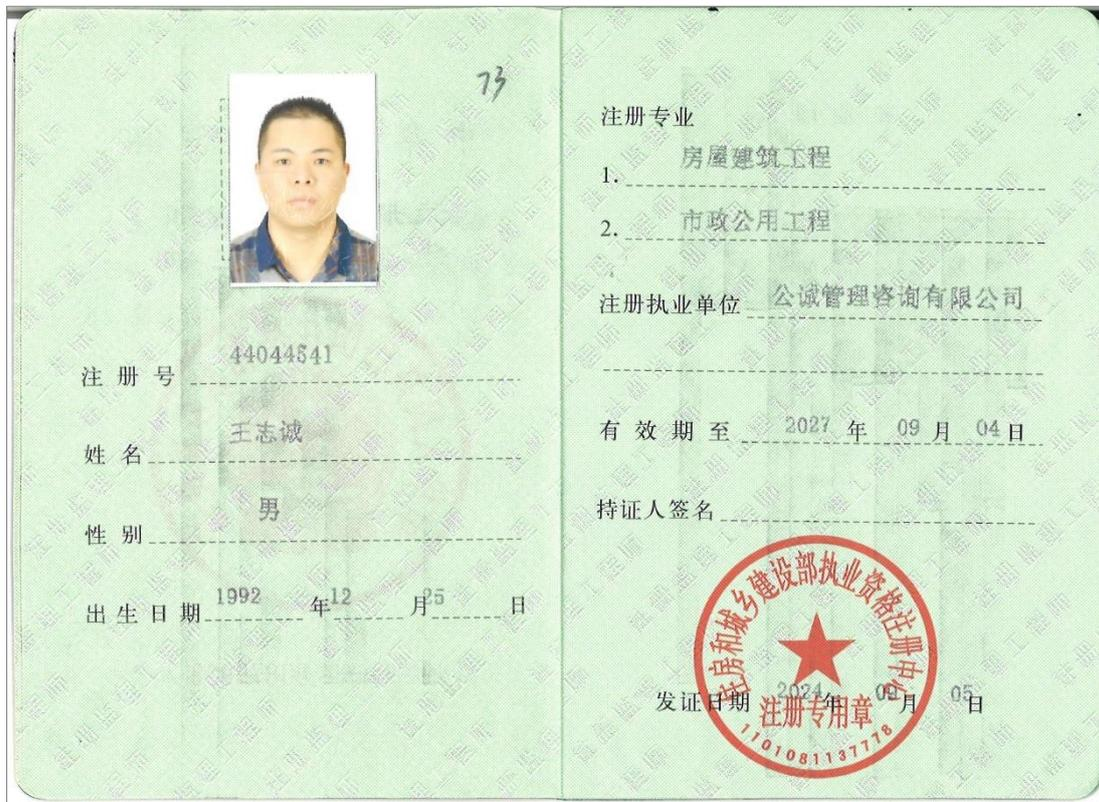 73
注册号 44044541
姓名 王志诚
性别 男
出生日期 1992 年 12 月 25 日
注册专业
1. 房屋建筑工程
2. 市政公用工程
注册执业单位 公诚管理咨询有限公司
有效期至 2027 年 09 月 04 日
持证人签名
发证日期 2024 年 09 月 05 日
住房和城乡建设部执业资格注册中心
注册专用章
1101081137778